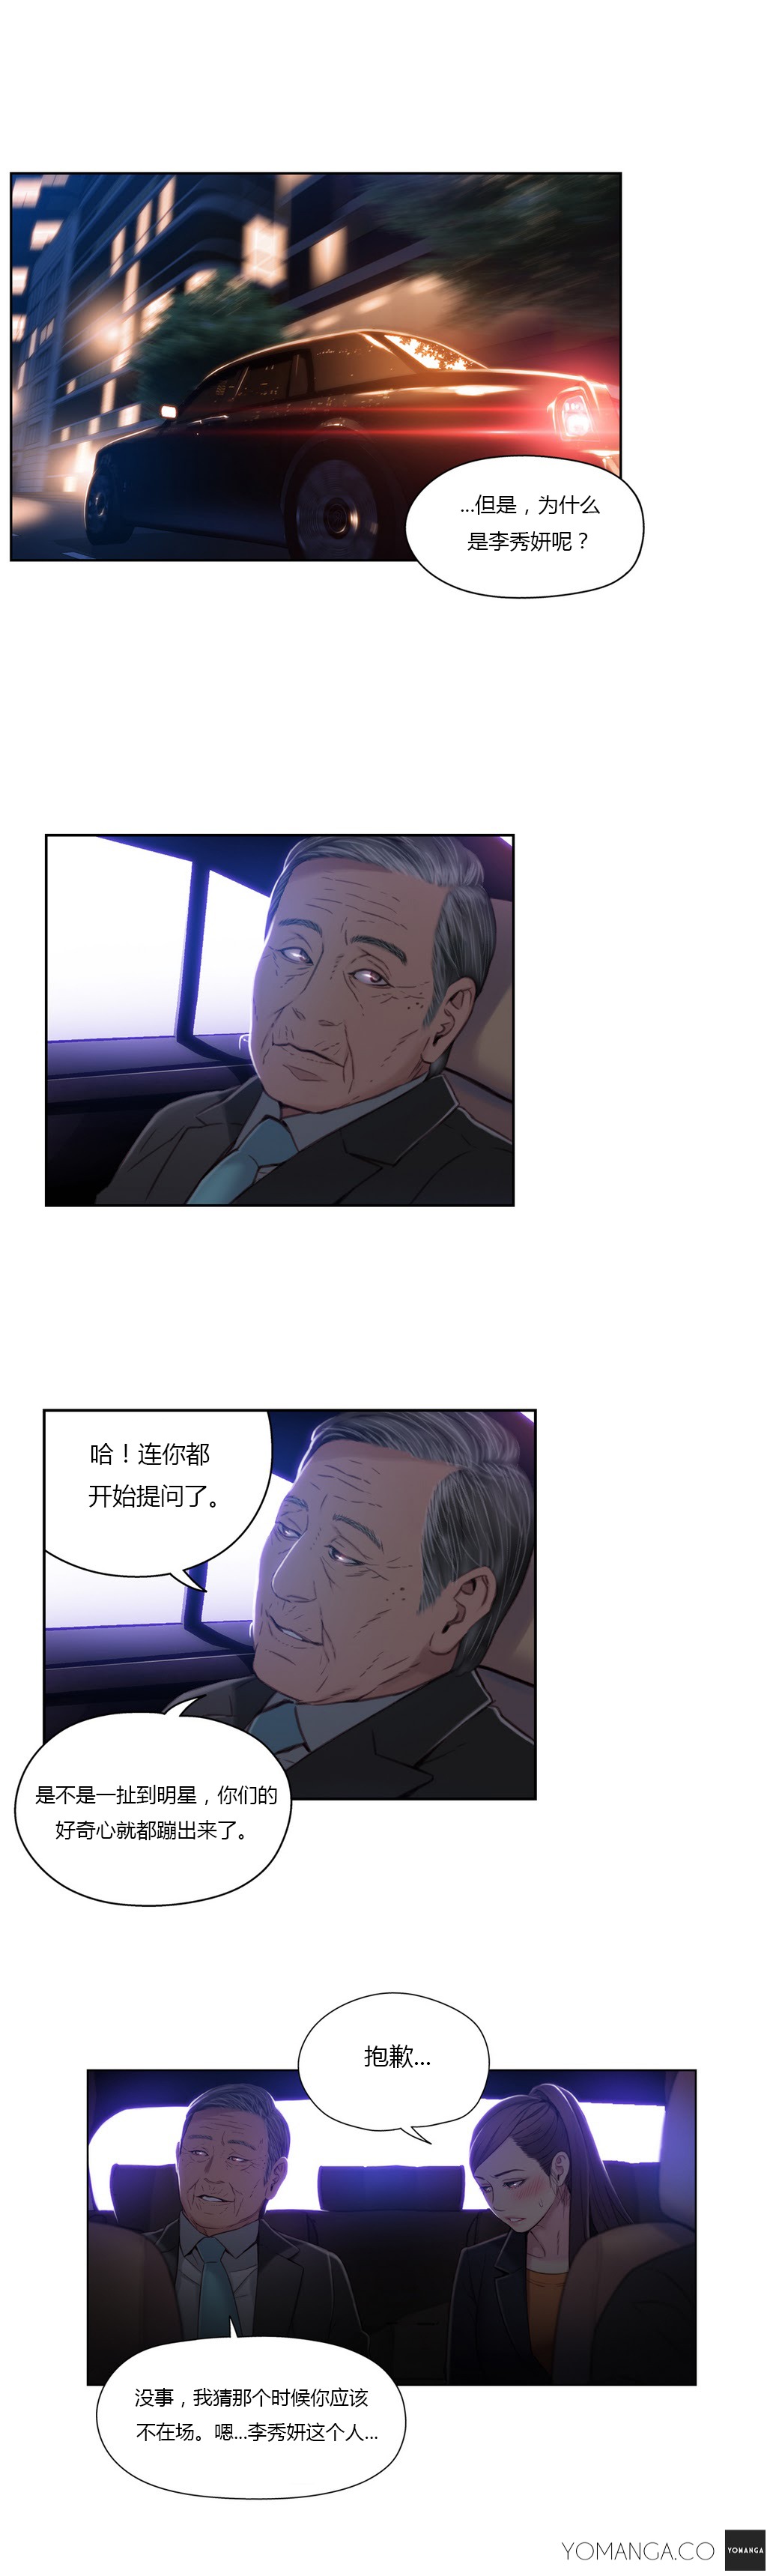 ...但是，为什么
是李秀妍呢？
哈！连你都
开始提问了。
是不是一扯到明星，你们的
好奇心就都蹦出来了。
抱歉...
没事，我猜那个时候你应该
不在场。嗯...李秀妍这个人...
YOMANGA.CO
YOMANGA